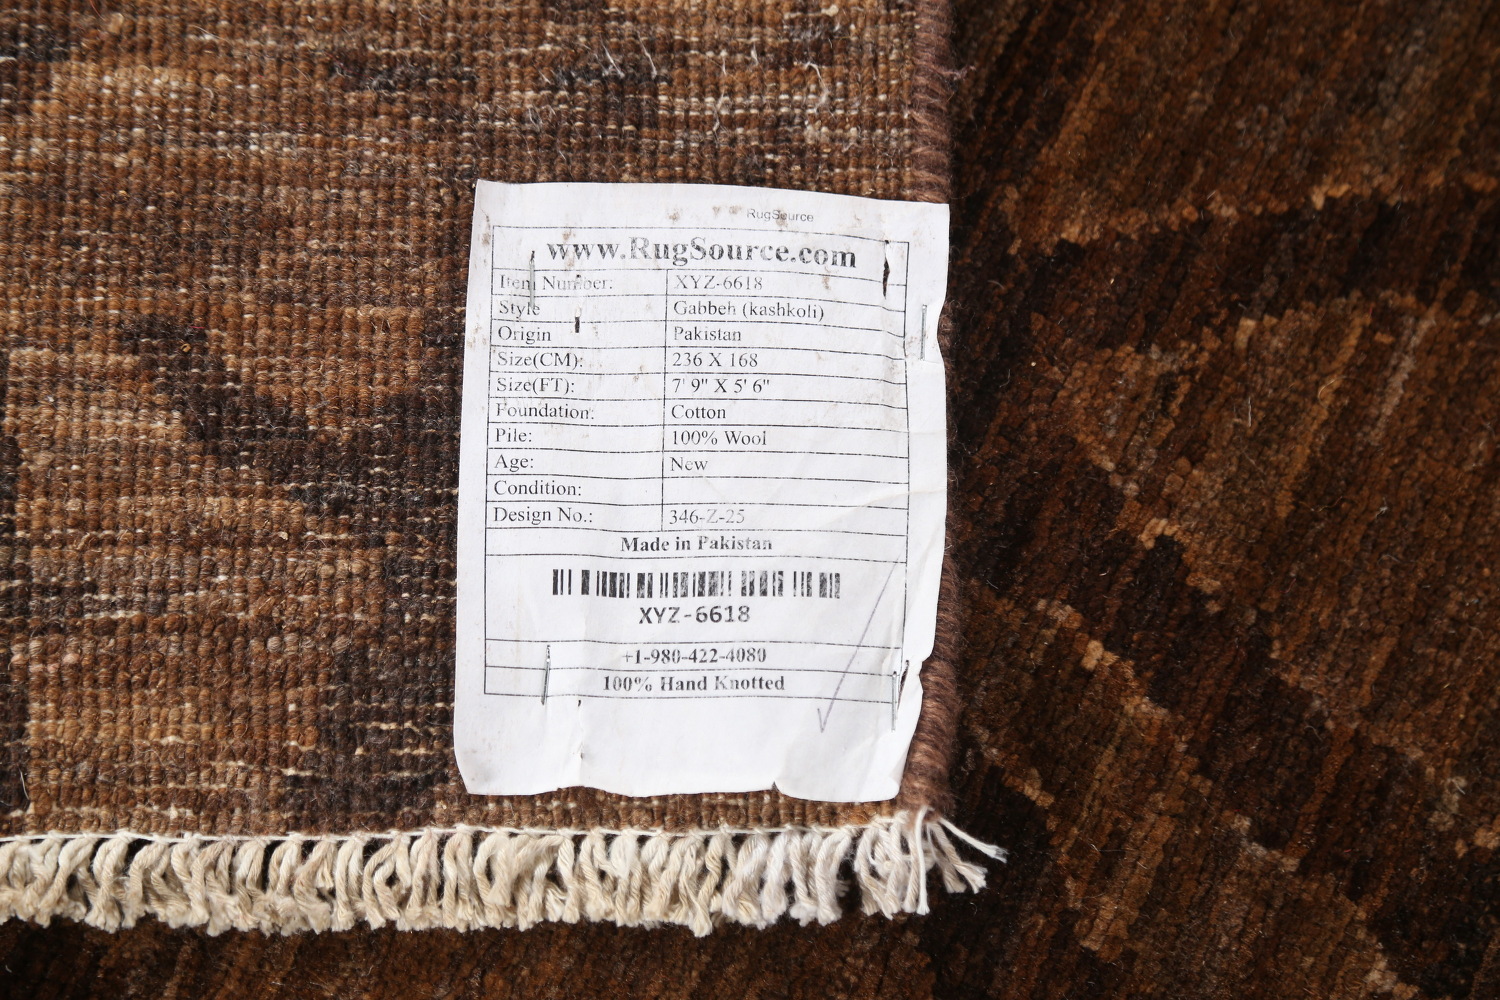 RugSource
www.RugSource.com
Item Number: XYZ-6618
Style Gabbeh (kashkoli)
Origin Pakistan
Size(CM): 236 X 168
Size(FT): 7' 9" X 5' 6"
Foundation: Cotton
Pile: 100% Wool
Age: New
Condition:
Design No.: 346-Z-25
Made in Pakistan
XYZ-6618
+1-980-422-4080
100% Hand Knotted